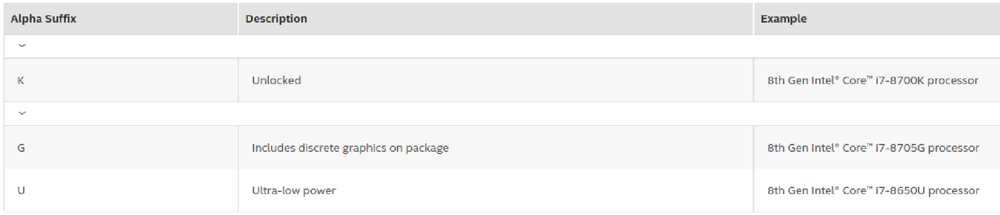 Alpha Suffix Description Example
K Unlocked 8th Gen Intel® Core™ i7-8700K processor
G Includes discrete graphics on package 8th Gen Intel® Core™ i7-8705G processor
U Ultra-low power 8th Gen Intel® Core™ i7-8650U processor